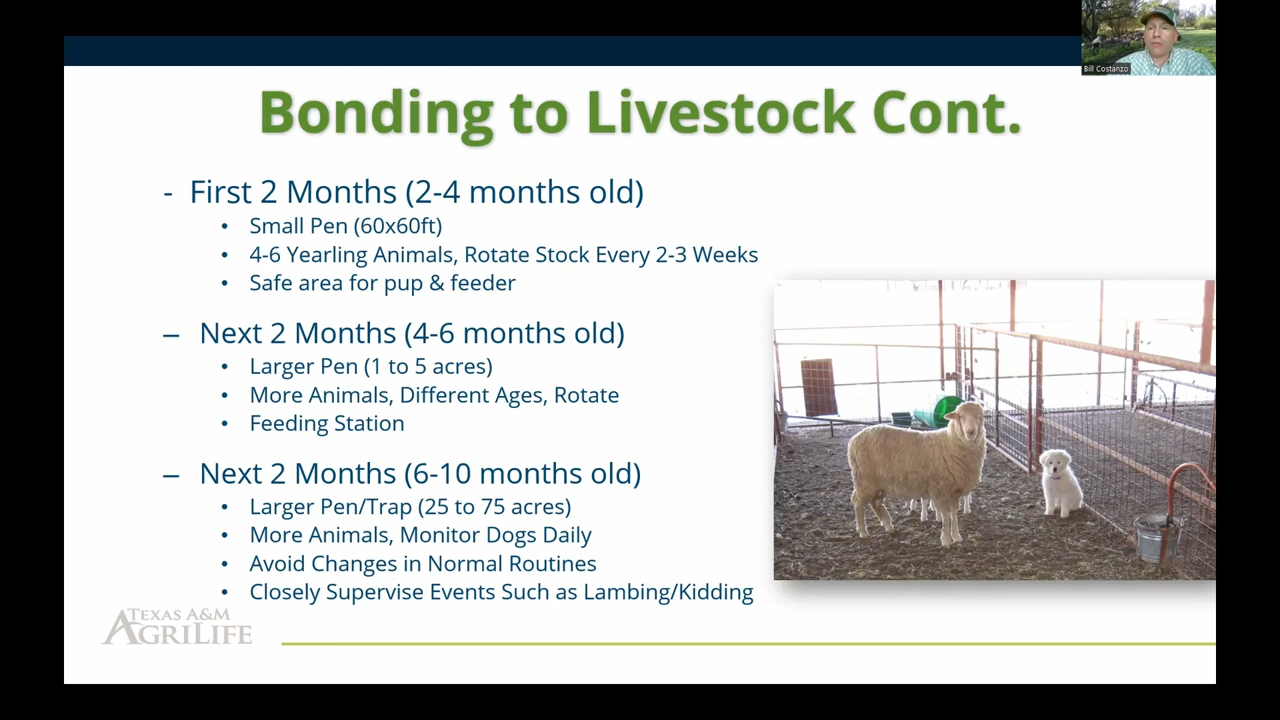 Bill Costanzo
Bonding to Livestock Cont.
- First 2 Months (2-4 months old)
• Small Pen (60x60ft)
• 4-6 Yearling Animals, Rotate Stock Every 2-3 Weeks
• Safe area for pup & feeder
– Next 2 Months (4-6 months old)
• Larger Pen (1 to 5 acres)
• More Animals, Different Ages, Rotate
• Feeding Station
– Next 2 Months (6-10 months old)
• Larger Pen/Trap (25 to 75 acres)
• More Animals, Monitor Dogs Daily
• Avoid Changes in Normal Routines
• Closely Supervise Events Such as Lambing/Kidding
TEXAS A&M
AGRILIFE